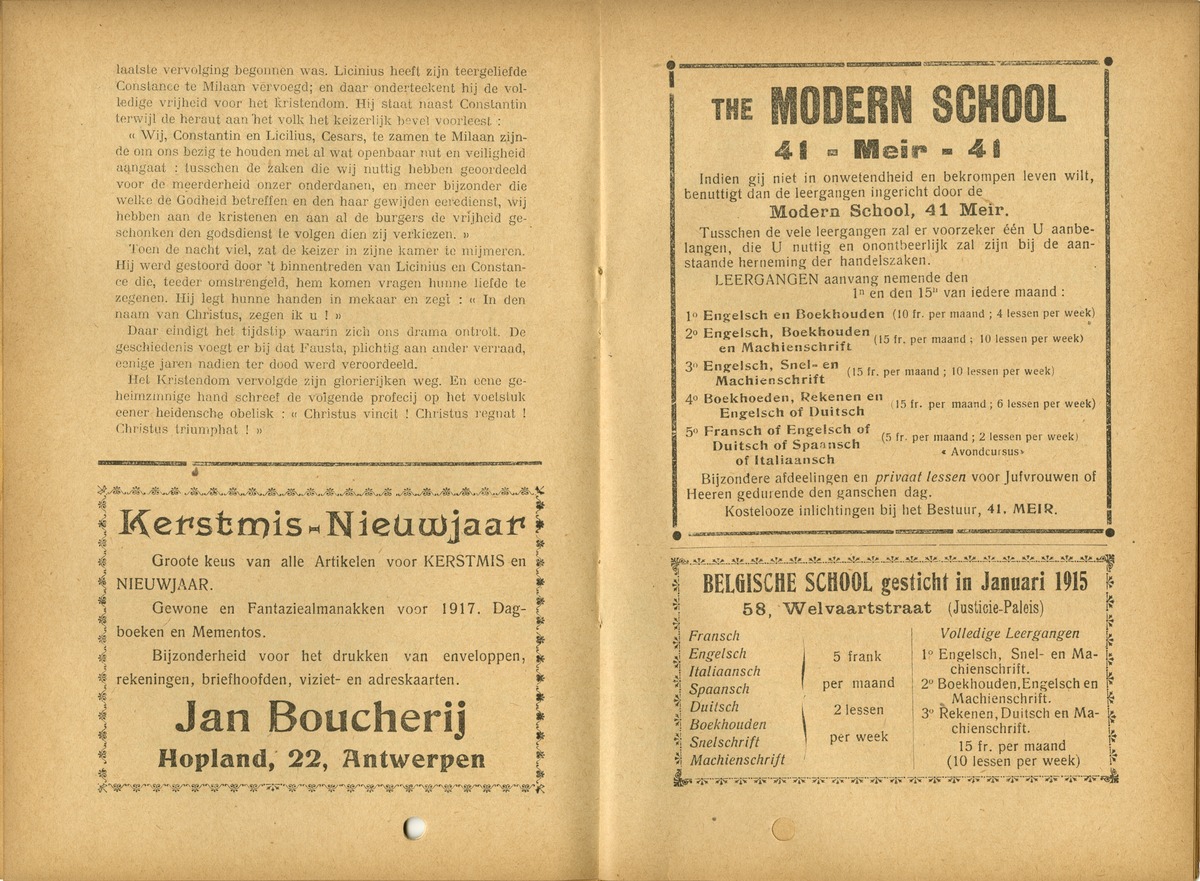 laatste vervolging begonnen was. Licinius heeft zijn teergeliefde
Constance te Milaan vervoegd; en daar onderteekent hij de vol-
ledige vrijheid voor het kristendom. Hij staat naast Constantin
terwijl de heraut aan het volk het keizerlijk bevel voorleest :
« Wij, Constantin en Licilius, Cesars, te zamen te Milaan zijn-
de om ons bezig te houden met al wat openbaar nut en veiligheid
aangaat : tusschen de zaken die wij nuttig hebben geoordeeld
voor de meerderheid onzer onderdanen, en meer bijzonder die
welke de Godheid betreffen en den haar gewijden eeredienst, wij
hebben aan de kristenen en aan al de burgers de vrijheid ge-
schonken den godsdienst te volgen dien zij verkiezen. »
Toen de nacht viel, zat de keizer in zijne kamer te mijmeren.
Hij werd gestoord door 't binnentreden van Licinius en Constan-
ce die, teeder omstrengeld, hem komen vragen hunne liefde te
zegenen. Hij legt hunne handen in mekaar en zegt : « In den
naam van Christus, zegen ik u ! »
Daar eindigt het tijdstip waarin zich ons drama ontrolt. De
geschiedenis voegt er bij dat Fausta, plichtig aan ander verraad,
eenige jaren nadien ter dood werd veroordeeld.
Het Kristendom vervolgde zijn glorierijken weg. En eene ge-
heimzinnige hand schreef de volgende profecij op het voetstuk
eener heidensche obelisk : « Christus vincit ! Christus regnat !
Christus triumphat ! »
Kerstmis-Nieuwjaar
Groote keus van alle Artikelen voor KERSTMIS en
NIEUWJAAR.
Gewone en Fantaziealmanakken voor 1917. Dag-
boeken en Mementos.
Bijzonderheid voor het drukken van enveloppen,
rekeningen, briefhoofden, viziet- en adreskaarten.
Jan Boucherij
Hopland, 22, Antwerpen
THE MODERN SCHOOL
41 - Meir - 41
Indien gij niet in onwetendheid en bekrompen leven wilt,
benuttigt dan de leergangen ingericht door de
Modern School, 41 Meir.
Tusschen de vele leergangen zal er voorzeker één U aanbe-
langen, die U nuttig en onontbeerlijk zal zijn bij de aan-
staande herneming der handelszaken.
LEERGANGEN aanvang nemende den
1n en den 15n van iedere maand :
1o Engelsch en Boekhouden (10 fr. per maand ; 4 lessen per week)
2o Engelsch, Boekhouden
en Machienschrift (15 fr. per maand ; 10 lessen per week)
3o Engelsch, Snel- en
Machienschrift (15 fr. per maand ; 10 lessen per week)
4o Boekhoeden, Rekenen en
Engelsch of Duitsch (15 fr. per maand ; 6 lessen per week)
5o Fransch of Engelsch of
Duitsch of Spaansch (5 fr. per maand ; 2 lessen per week)
of Italiaansch « Avondcursus»
Bijzondere afdeelingen en privaat lessen voor Jufvrouwen of
Heeren gedurende den ganschen dag.
Kostelooze inlichtingen bij het Bestuur, 41, MEIR.
BELGISCHE SCHOOL gesticht in Januari 1915
58, Welvaartstraat (Justicie-Paleis)
Fransch
Engelsch
Italiaansch
Spaansch
Duitsch
Boekhouden
Snelschrift
Machienschrift
5 frank
per maand
2 lessen
per week
Volledige Leergangen
1o Engelsch, Snel- en Ma-
chienschrift.
2o Boekhouden, Engelsch en
Machienschrift.
3o Rekenen, Duitsch en Ma-
chienschrift.
15 fr. per maand
(10 lessen per week)